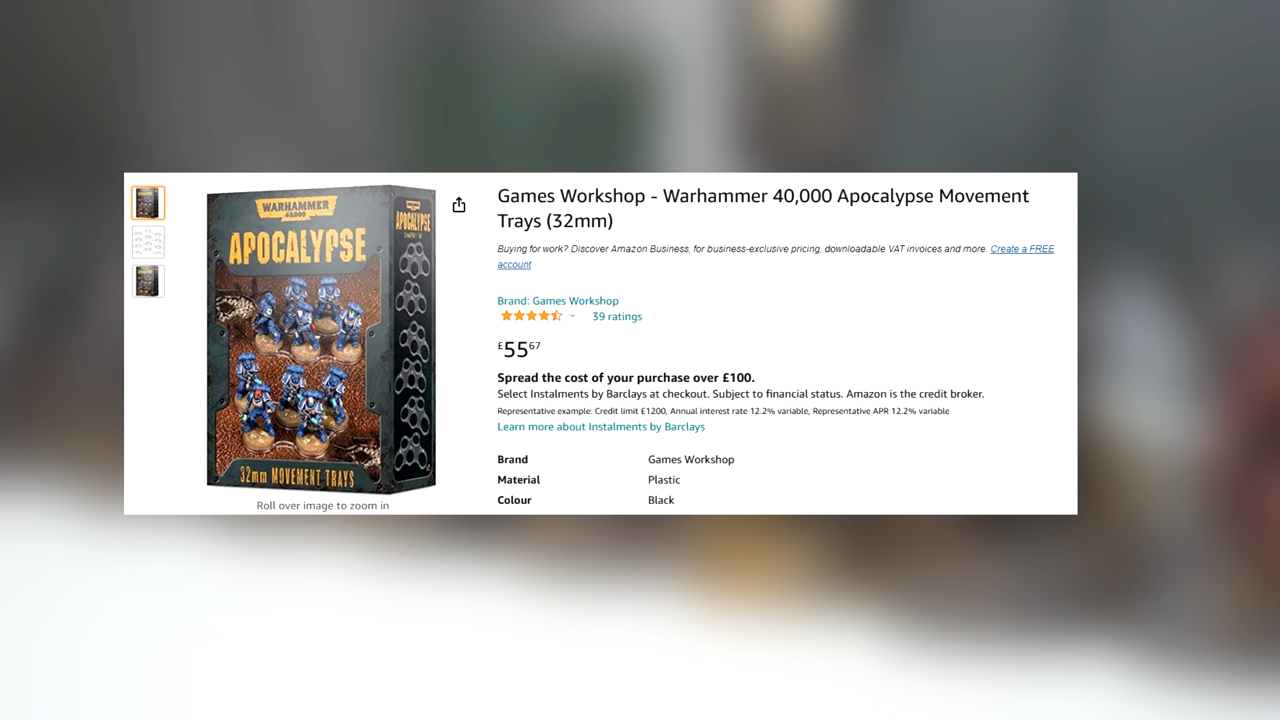 WARHAMMER
40,000
APOCALYPSE
APOCALYPSE
32mm MOVEMENT TRAYS
Roll over image to zoom in
Games Workshop - Warhammer 40,000 Apocalypse Movement
Trays (32mm)
Buying for work? Discover Amazon Business, for business-exclusive pricing, downloadable VAT invoices and more. Create a FREE
account
Brand: Games Workshop
39 ratings
£55.67
Spread the cost of your purchase over £100.
Select Instalments by Barclays at checkout. Subject to financial status. Amazon is the credit broker.
Representative example: Credit limit £1200, Annual interest rate 12.2% variable, Representative APR 12.2% variable
Learn more about Instalments by Barclays
Brand Games Workshop
Material Plastic
Colour Black